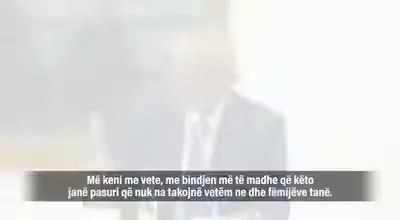 Më keni me vete, me bindjen më të madhe që këto
janë pasuri që nuk na takojnë vetëm ne dhe fëmijëve tanë.